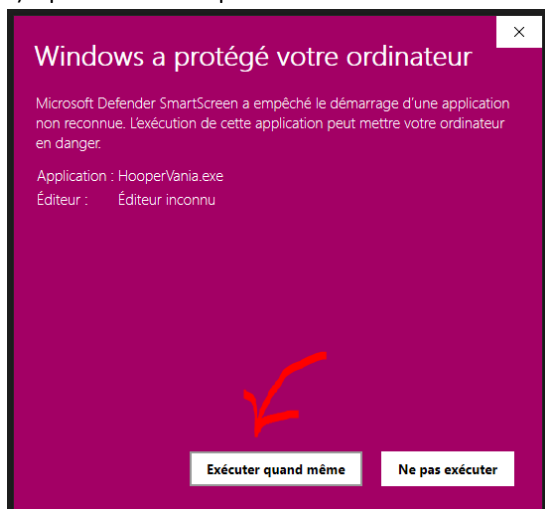 Windows a protégé votre ordinateur
Microsoft Defender SmartScreen a empêché le démarrage d'une application
non reconnue. L'exécution de cette application peut mettre votre ordinateur
en danger.
Application : HooperVania.exe
Éditeur : Éditeur inconnu
Exécuter quand même Ne pas exécuter